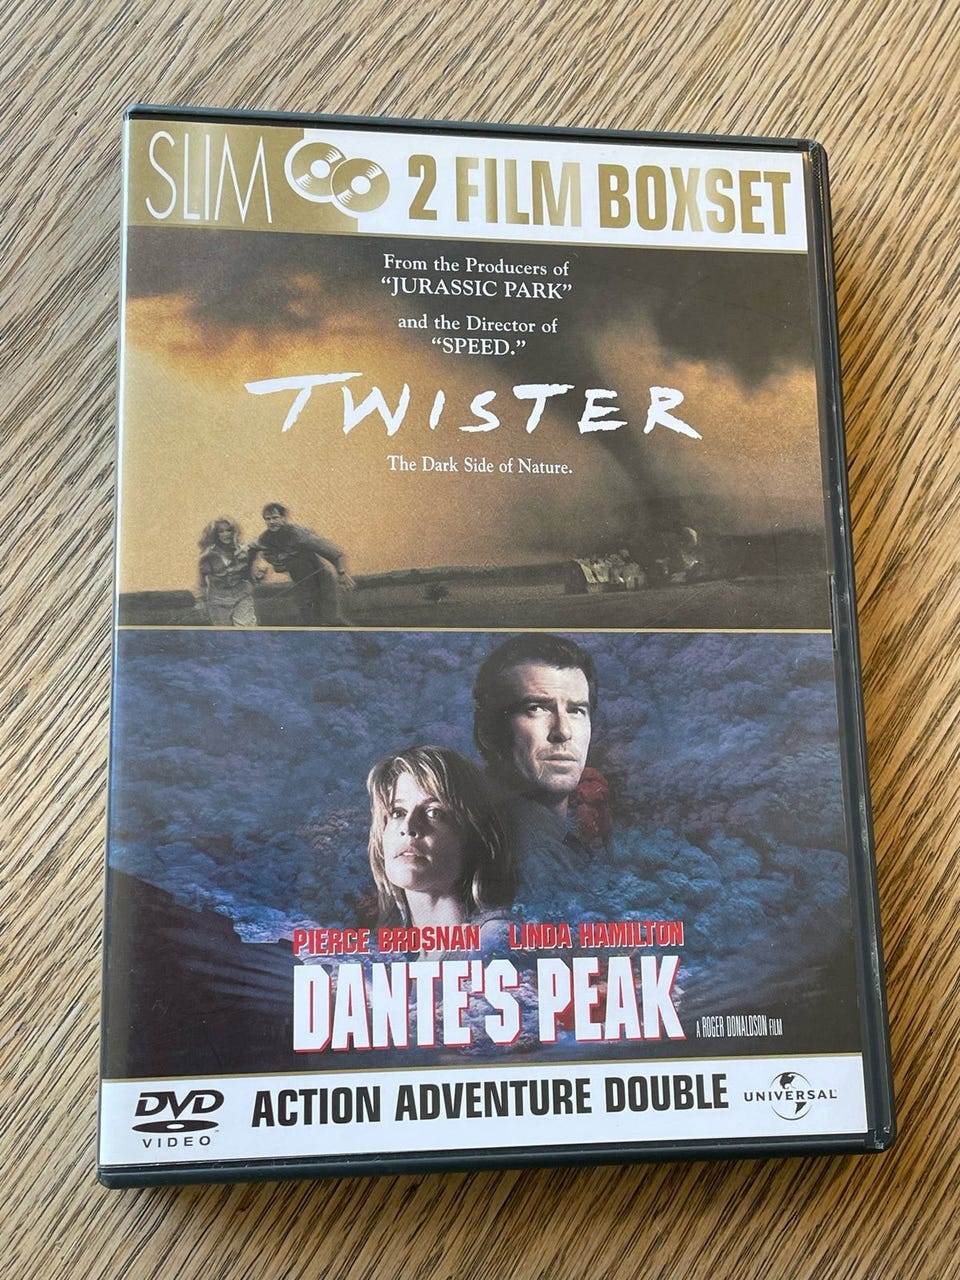 SLIM 2 FILM BOXSET
From the Producers of
“JURASSIC PARK”
and the Director of
“SPEED.”
TWISTER
The Dark Side of Nature.
PIERCE BROSNAN LINDA HAMILTON
DANTE'S PEAK
A ROGER DONALDSON FILM
DVD
VIDEO
ACTION ADVENTURE DOUBLE
UNIVERSAL